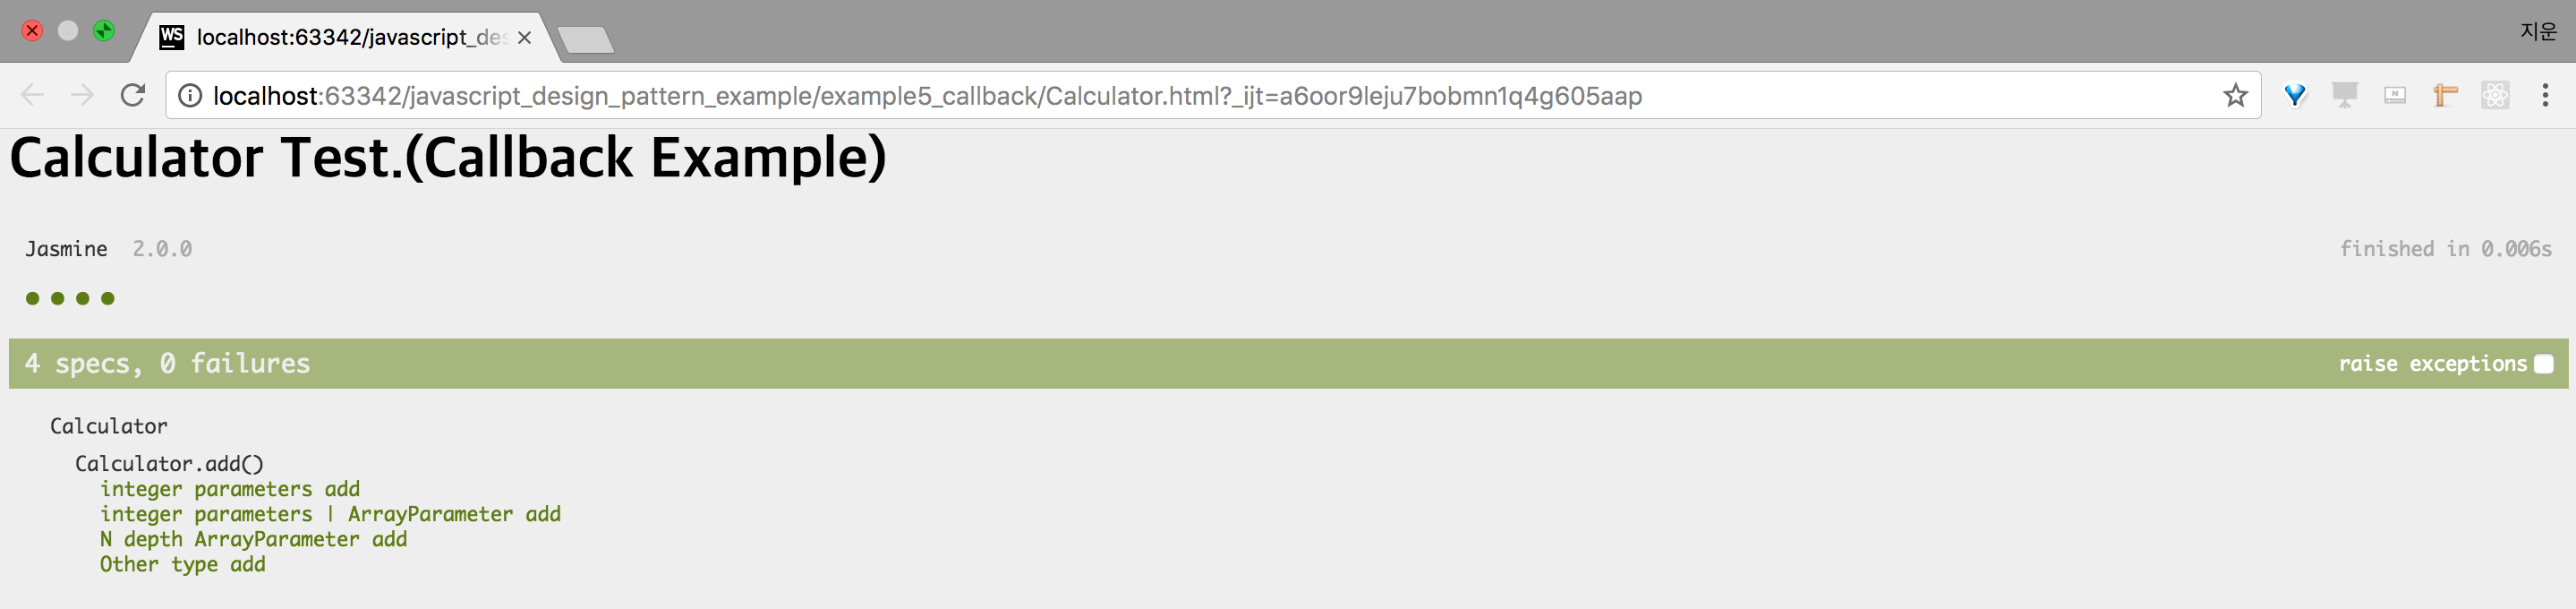 WS localhost:63342/javascript_des
지운
localhost:63342/javascript_design_pattern_example/example5_callback/Calculator.html?_ijt=a6oor9leju7bobmn1q4g605aap
Calculator Test.(Callback Example)
Jasmine 2.0.0
finished in 0.006s
4 specs, 0 failures
raise exceptions
Calculator
Calculator.add()
integer parameters add
integer parameters | ArrayParameter add
N depth ArrayParameter add
Other type add